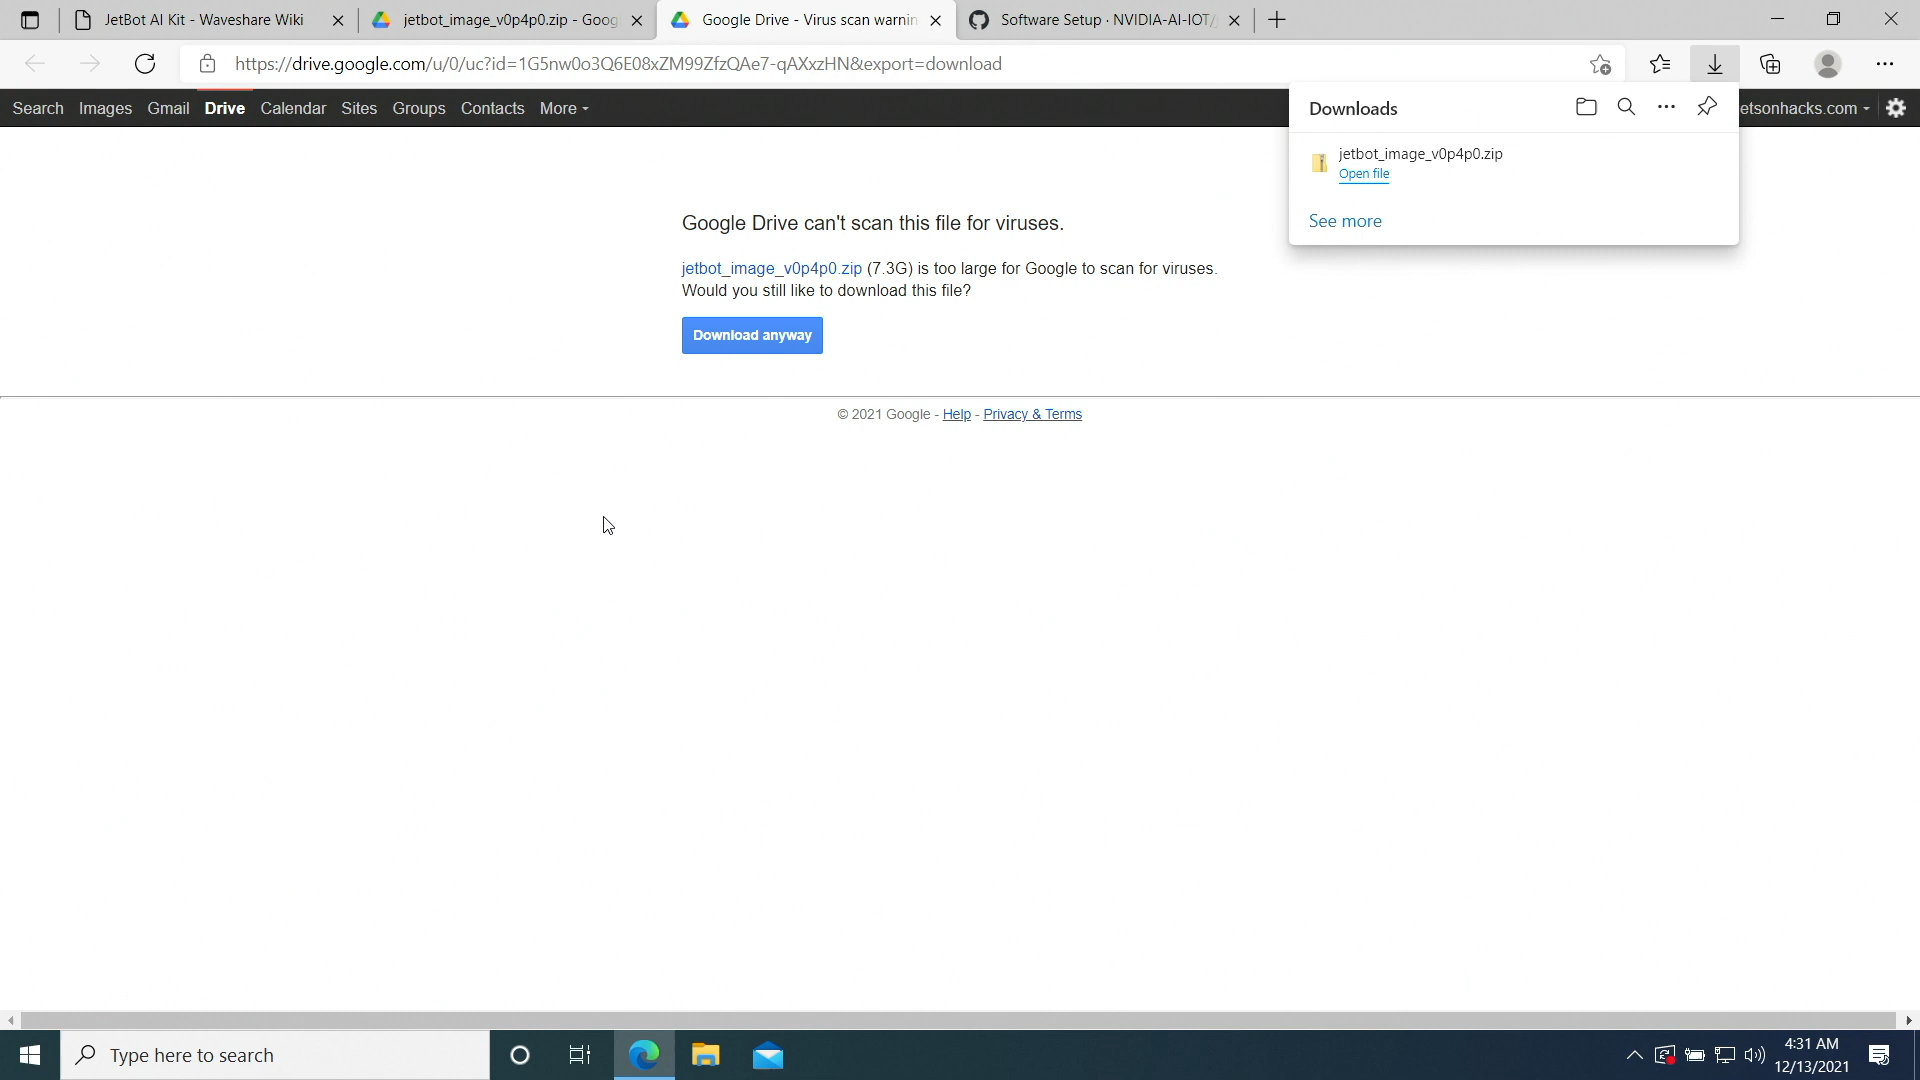 JetBot AI Kit - Waveshare Wiki
jetbot_image_v0p4p0.zip - Goog
Google Drive - Virus scan warnin
Software Setup · NVIDIA-AI-IOT/
https://drive.google.com/u/0/uc?id=1G5nw0o3Q6E08xZM99ZfzQAe7-qAXxzHN&export=download
Search Images Gmail Drive Calendar Sites Groups Contacts More
etsonhacks.com
Downloads
jetbot_image_v0p4p0.zip
Open file
See more
Google Drive can't scan this file for viruses.
jetbot_image_v0p4p0.zip (7.3G) is too large for Google to scan for viruses.
Would you still like to download this file?
Download anyway
© 2021 Google - Help - Privacy & Terms
Type here to search
4:31 AM
12/13/2021